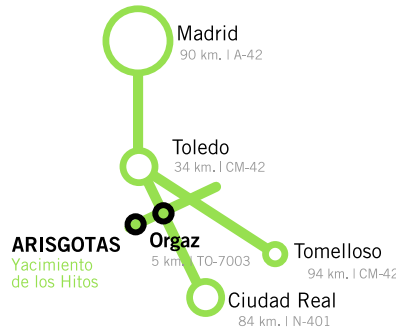 Madrid
90 km. | A-42
Toledo
34 km. | CM-42
ARISGOTAS
Yacimiento
de los Hitos
Orgaz
5 km. | TO-7003
Tomelloso
94 km. | CM-42
Ciudad Real
84 km. | N-401